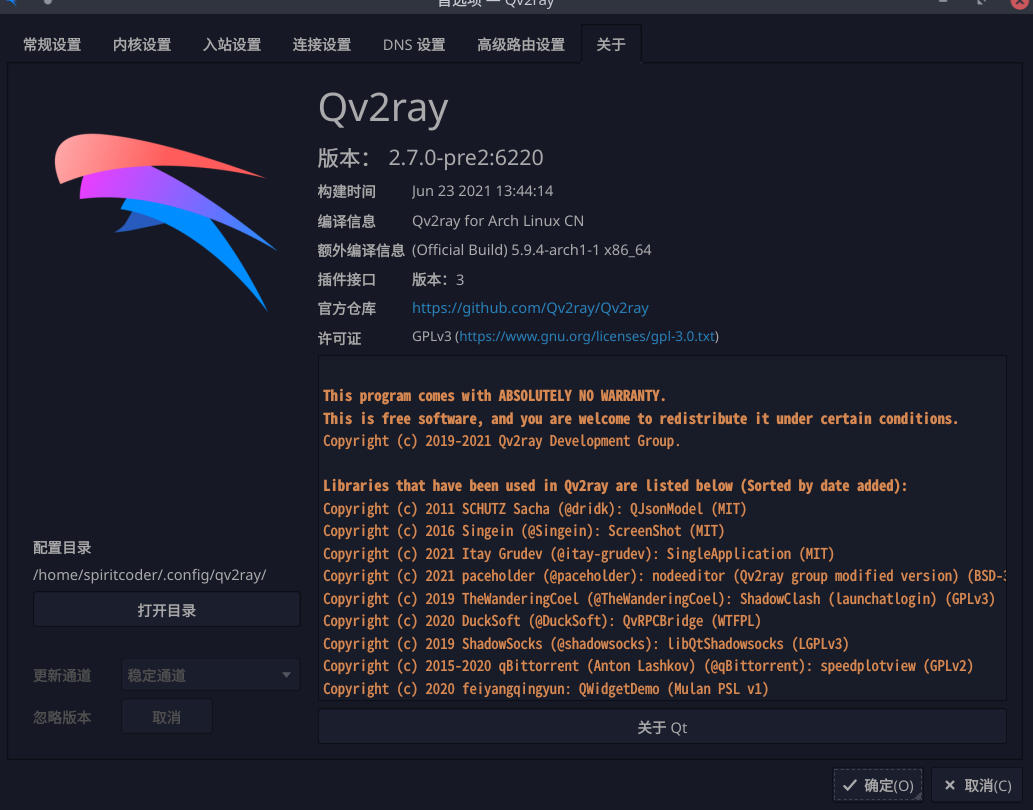 首选项 — Qv2ray
常规设置 内核设置 入站设置 连接设置 DNS 设置 高级路由设置 关于
Qv2ray
版本： 2.7.0-pre2:6220
构建时间 Jun 23 2021 13:44:14
编译信息 Qv2ray for Arch Linux CN
额外编译信息 (Official Build) 5.9.4-arch1-1 x86_64
插件接口 版本：3
官方仓库 https://github.com/Qv2ray/Qv2ray
许可证 GPLv3 (https://www.gnu.org/licenses/gpl-3.0.txt)
This program comes with ABSOLUTELY NO WARRANTY.
This is free software, and you are welcome to redistribute it under certain conditions.
Copyright (c) 2019-2021 Qv2ray Development Group.
Libraries that have been used in Qv2ray are listed below (Sorted by date added):
Copyright (c) 2011 SCHUTZ Sacha (@dridk): QJsonModel (MIT)
Copyright (c) 2016 Singein (@Singein): ScreenShot (MIT)
Copyright (c) 2021 Itay Grudev (@itay-grudev): SingleApplication (MIT)
Copyright (c) 2021 paceholder (@paceholder): nodeeditor (Qv2ray group modified version) (BSD-3
Copyright (c) 2019 TheWanderingCoel (@TheWanderingCoel): ShadowClash (launchatlogin) (GPLv3)
Copyright (c) 2020 DuckSoft (@DuckSoft): QvRPCBridge (WTFPL)
Copyright (c) 2019 ShadowSocks (@shadowsocks): libQtShadowsocks (LGPLv3)
Copyright (c) 2015-2020 qBittorrent (Anton Lashkov) (@qBittorrent): speedplotview (GPLv2)
Copyright (c) 2020 feiyangqingyun: QWidgetDemo (Mulan PSL v1)
关于 Qt
配置目录
/home/spiritcoder/.config/qv2ray/
打开目录
更新通道 稳定通道
忽略版本 取消
确定(O) 取消(C)